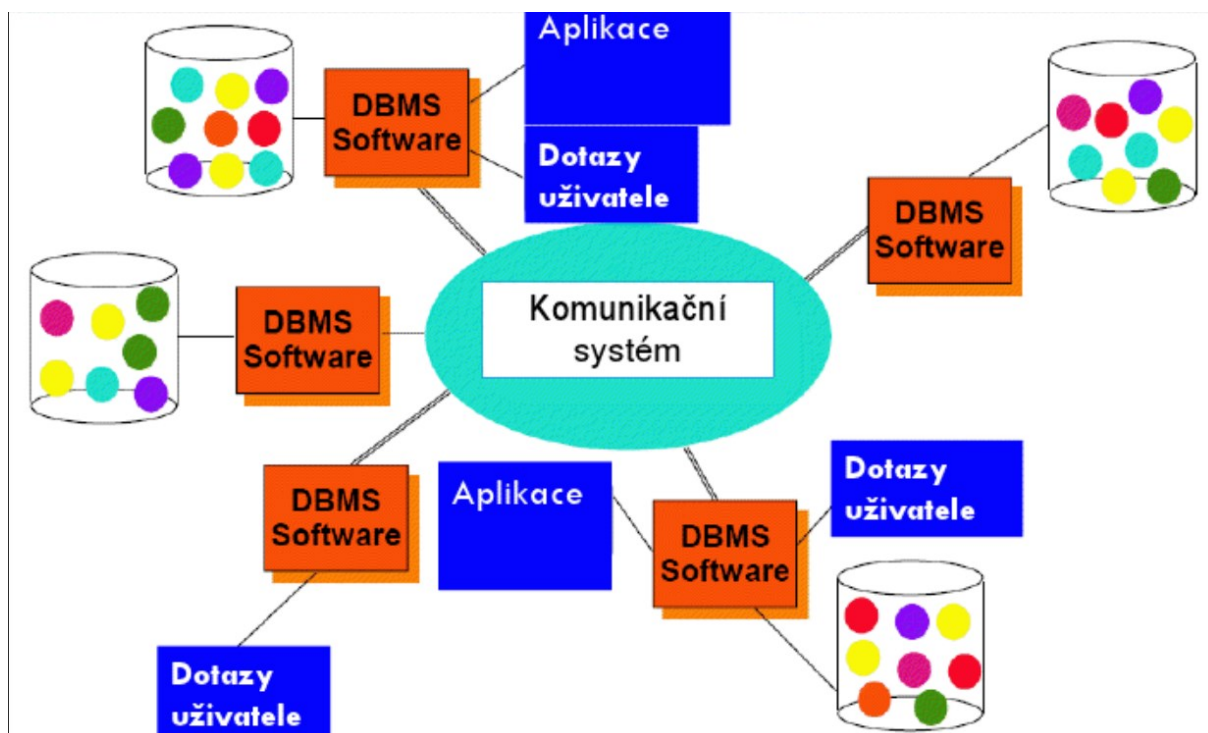 Aplikace
DBMS
Software
Dotazy
uživatele
DBMS
Software
Komunikační
systém
DBMS
Software
DBMS
Software
Aplikace
DBMS
Software
Dotazy
uživatele
Dotazy
uživatele